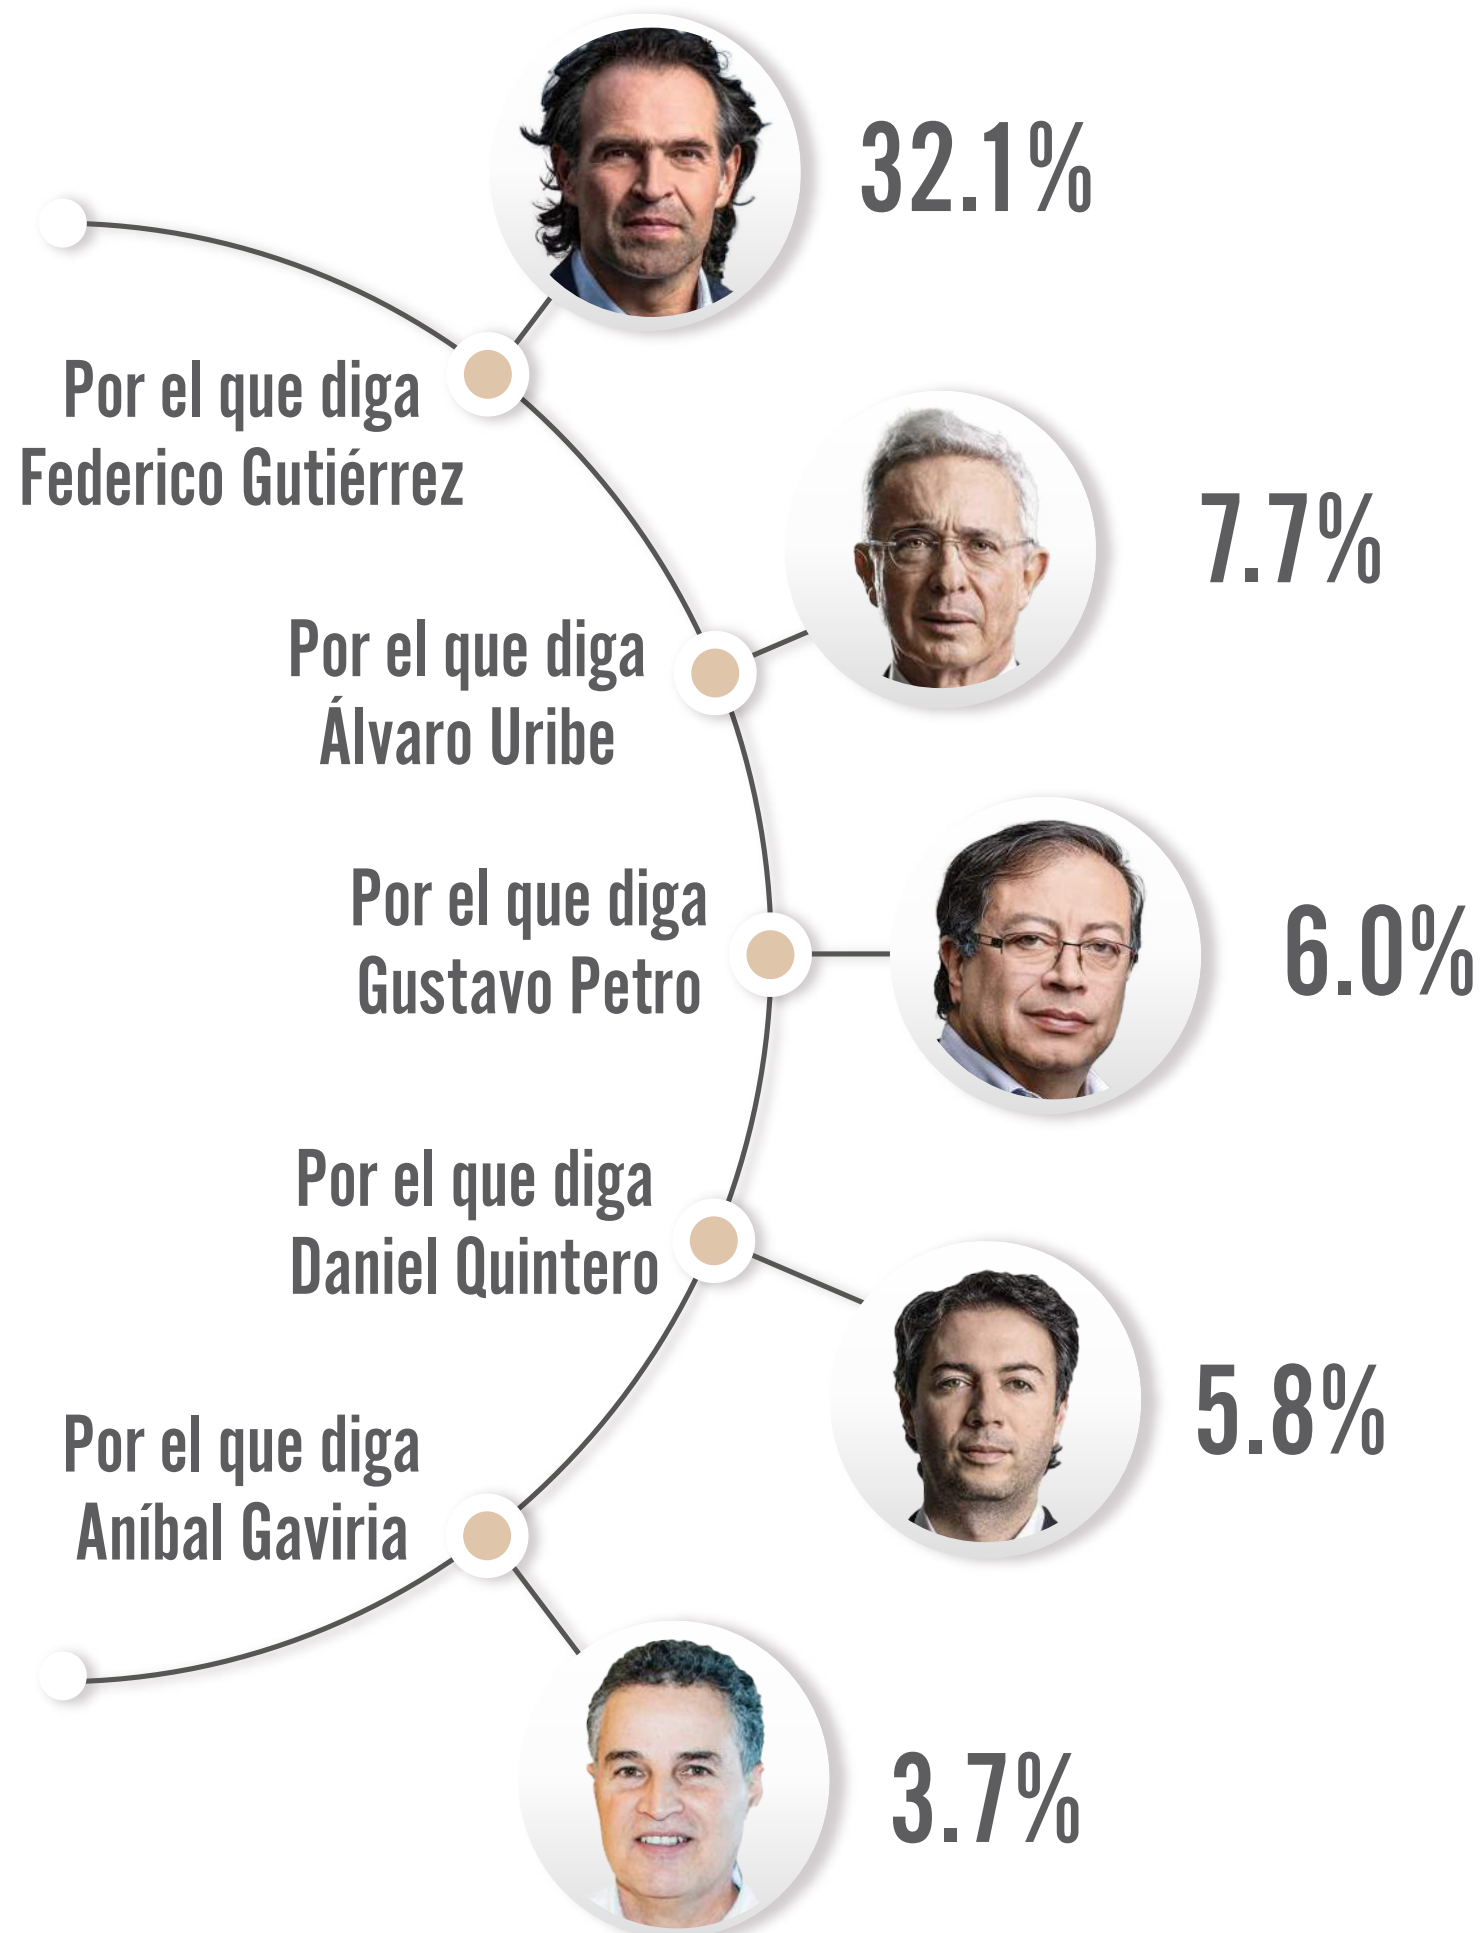 32.1%
Por el que diga
Federico Gutiérrez
7.7%
Por el que diga
Álvaro Uribe
6.0%
Por el que diga
Gustavo Petro
5.8%
Por el que diga
Daniel Quintero
3.7%
Por el que diga
Aníbal Gaviria